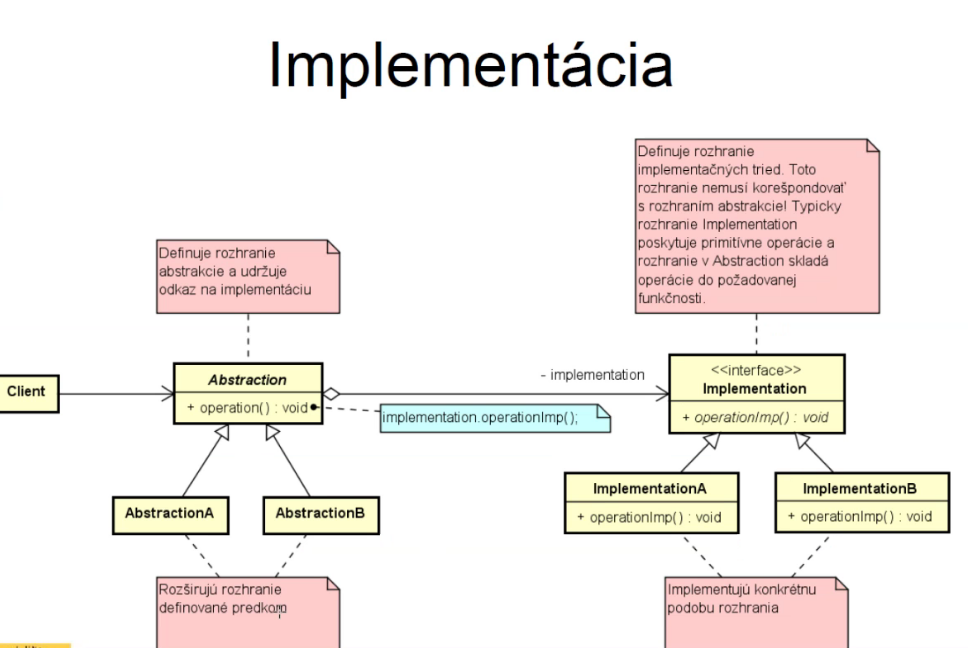 Implementácia
Definuje rozhranie
implementačných tried. Toto
rozhranie nemusí korešpondovať
s rozhraním abstrakcie! Typicky
rozhranie Implementation
poskytuje primitívne operácie a
rozhranie v Abstraction skladá
operácie do požadovanej
funkčnosti.
Definuje rozhranie
abstrakcie a udržuje
odkaz na implementáciu
Client
Abstraction
+ operation() : void
- implementation
implementation.operationImp();
<<interface>>
Implementation
+ operationImp() : void
AbstractionA
AbstractionB
ImplementationA
+ operationImp() : void
ImplementationB
+ operationImp() : void
Rozširujú rozhranie
definované predkom
Implementujú konkrétnu
podobu rozhrania